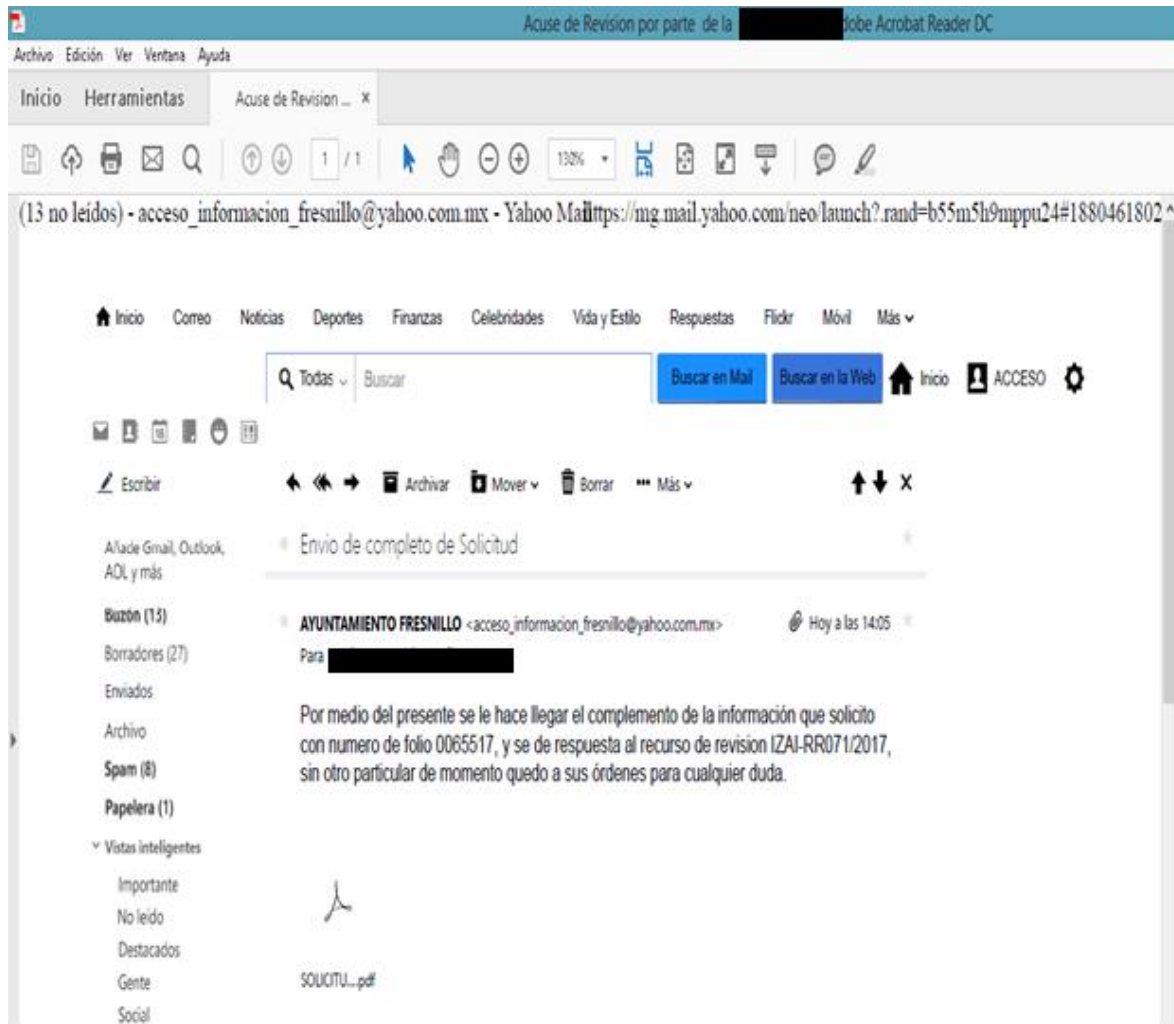 Acuse de Revision por parte de la dobe Acrobat Reader DC
Archivo Edición Ver Ventana Ayuda
Inicio Herramientas Acuse de Revision ... x
1 / 1 130%
(13 no leídos) - acceso_informacion_fresnillo@yahoo.com.mx - Yahoo Mail https://mg.mail.yahoo.com/neo/launch?.rand=b55m5h9mppu24#1880461802
Inicio Correo Noticias Deportes Finanzas Celebridades Vida y Estilo Respuestas Flickr Móvil Más
Todas Buscar Buscar en Mail Buscar en la Web Inicio ACCESO
Escribir Archivar Mover Borrar Más
Envio de completo de Solicitud
Añade Gmail, Outlook,
AOL y más
Buzón (13)
Borradores (27)
Enviados
Archivo
Spam (8)
Papelera (1)
Vistas inteligentes
Importante
No leído
Destacados
Gente
Social
AYUNTAMIENTO FRESNILLO <acceso_informacion_fresnillo@yahoo.com.mx> Hoy a las 14:05
Para
Por medio del presente se le hace llegar el complemento de la información que solicito
con numero de folio 0065517, y se de respuesta al recurso de revision IZAI-RR071/2017,
sin otro particular de momento quedo a sus órdenes para cualquier duda.
SOLICITU....pdf